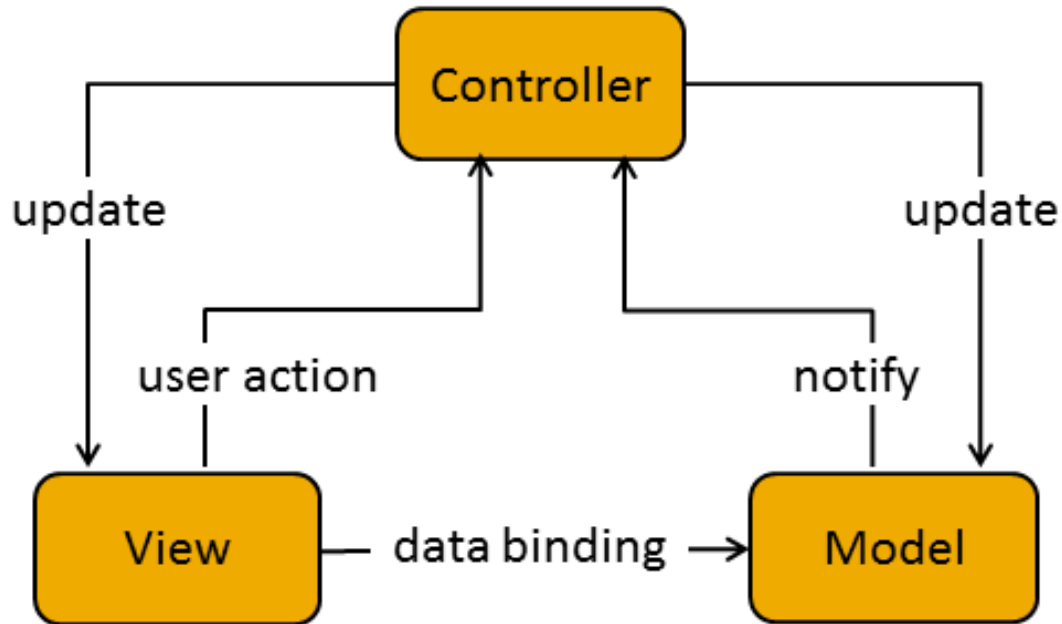 Controller
update
update
user action
notify
View
data binding
Model